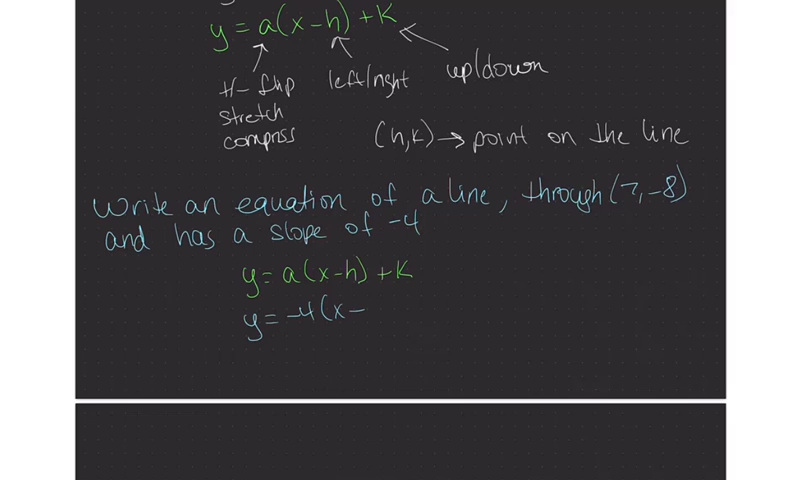 y = a(x-h) + k
+/- flip left/right up/down
stretch
compress (h,k) → point on the line
Write an equation of a line, through (7, -8)
and has a slope of -4
y = a(x-h) + k
y = -4(x-